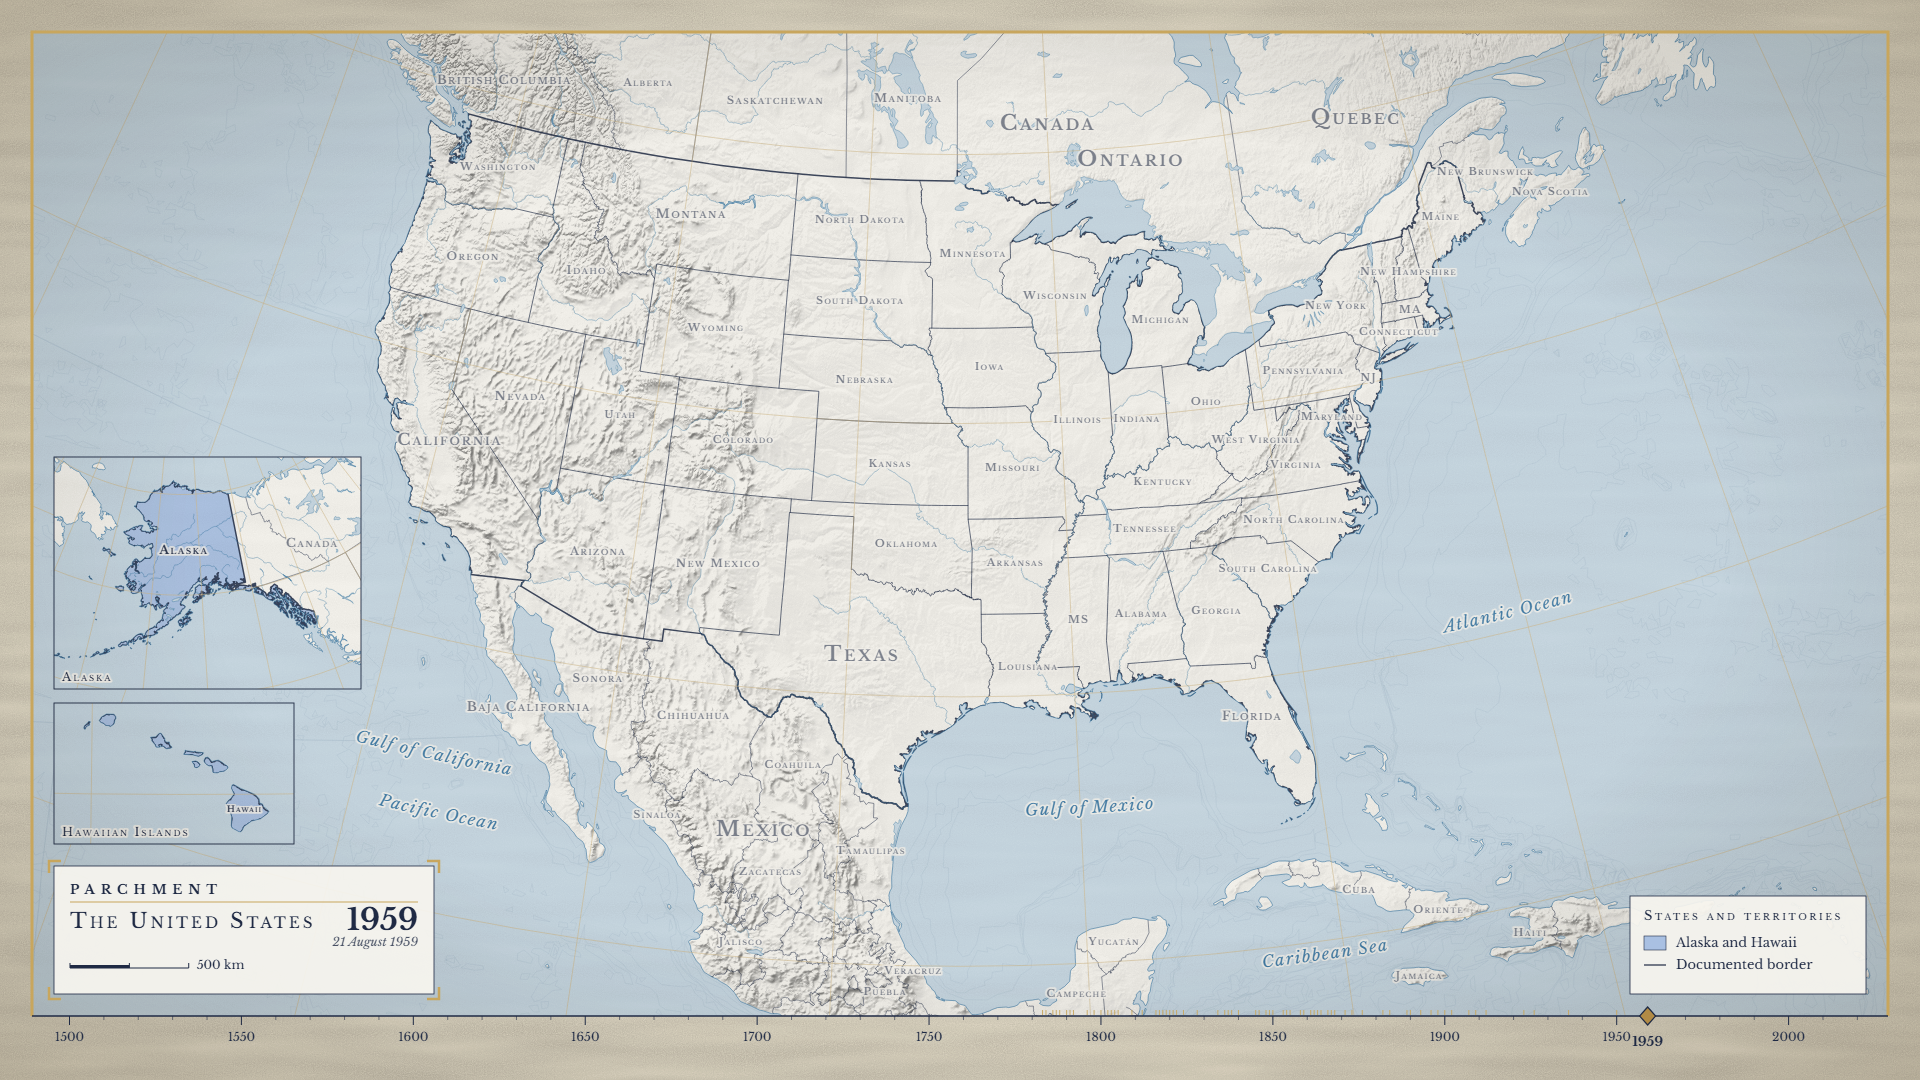 British Columbia
Alberta
Saskatchewan
Manitoba
Canada
Ontario
Quebec
New Brunswick
Nova Scotia
Washington
Montana
North Dakota
Minnesota
Maine
Oregon
Idaho
South Dakota
Wisconsin
Michigan
New York
New Hampshire
MA
Connecticut
Wyoming
Nebraska
Iowa
Pennsylvania
NJ
Nevada
Utah
Colorado
Illinois
Indiana
Ohio
Maryland
West Virginia
Virginia
California
Kansas
Missouri
Kentucky
Arizona
New Mexico
Oklahoma
Arkansas
Tennessee
North Carolina
South Carolina
MS
Alabama
Georgia
Texas
Louisiana
Florida
Atlantic Ocean
Sonora
Baja California
Chihuahua
Coahuila
Gulf of California
Pacific Ocean
Sinaloa
Mexico
Tamaulipas
Zacatecas
Jalisco
Veracruz
Puebla
Gulf of Mexico
Yucatán
Campeche
Cuba
Oriente
Haiti
Jamaica
Caribbean Sea
Alaska
Canada
Alaska
Hawaii
Hawaiian Islands
PARCHMENT
The United States
1959
21 August 1959
500 km
States and territories
Alaska and Hawaii
Documented border
1500
1550
1600
1650
1700
1750
1800
1850
1900
1950
1959
2000